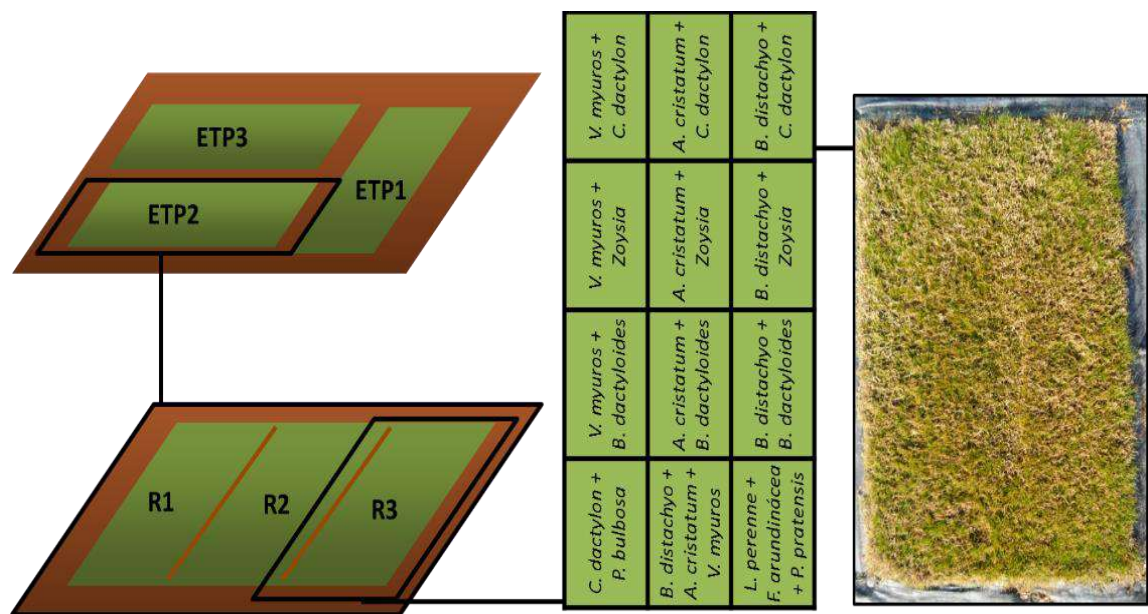 ETP3
ETP1
ETP2
R1
R2
R3
V. myuros +
C. dactylon
A. cristatum +
C. dactylon
B. distachyo +
C. dactylon
V. myuros +
Zoysia
A. cristatum +
Zoysia
B. distachyo +
Zoysia
V. myuros +
B. dactyloides
A. cristatum +
B. dactyloides
B. distachyo +
B. dactyloides
C. dactylon +
P. bulbosa
B. distachyo +
A. cristatum +
V. myuros
L. perenne +
F. arundinácea
+ P. pratensis